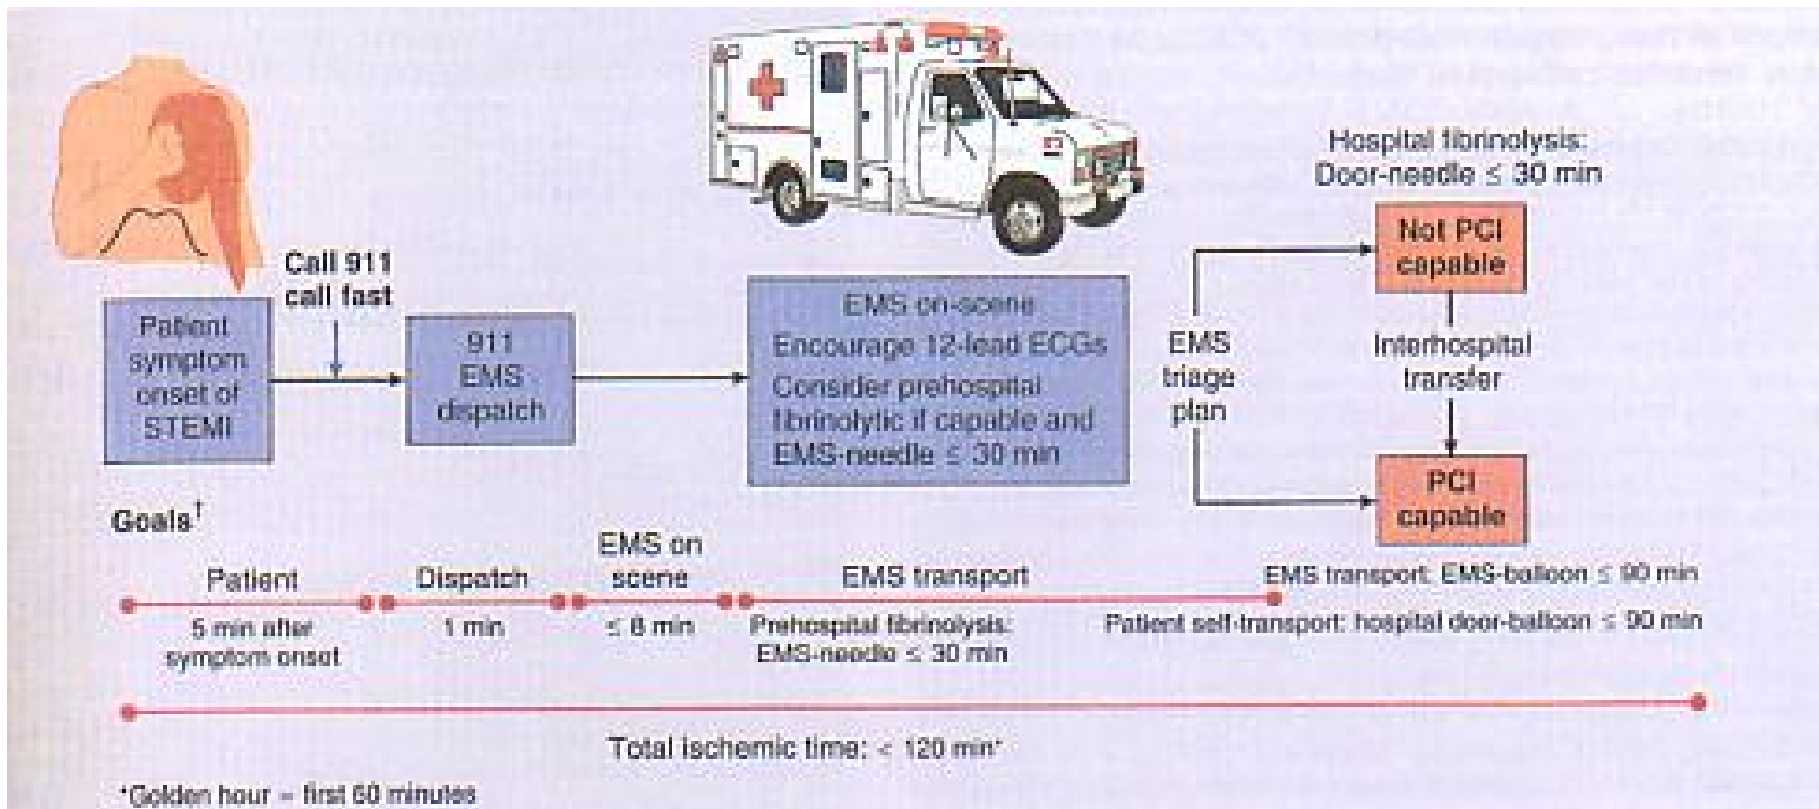 Hospital fibrinolysis:
Door-needle ≤ 30 min
Not PCI
capable
Call 911
call fast
Patient
symptom
onset of
STEMI
911
EMS
dispatch
EMS on-scene
Encourage 12-lead ECGs
Consider prehospital
fibrinolytic if capable and
EMS-needle ≤ 30 min
EMS
triage
plan
Interhospital
transfer
PCI
capable
Goals†
Patient
Dispatch
EMS on
scene
EMS transport
EMS transport: EMS-balloon ≤ 90 min
5 min after
symptom onset
1 min
≤ 8 min
Prehospital fibrinolysis:
EMS-needle ≤ 30 min
Patient self-transport: hospital door-balloon ≤ 90 min
Total ischemic time: < 120 min*
*Golden hour = first 60 minutes